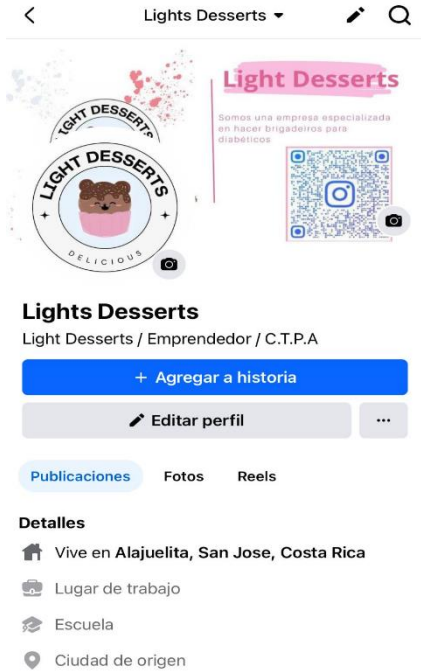 Lights Desserts
Light Desserts
Somos una empresa especializada
en hacer brigadeiros para
diabéticos
LIGHT DESSERTS
LIGHT DESSERTS
DELICIOUS
Lights Desserts
Light Desserts / Emprendedor / C.T.P.A
+ Agregar a historia
Editar perfil
...
Publicaciones Fotos Reels
Detalles
Vive en Alajuelita, San Jose, Costa Rica
Lugar de trabajo
Escuela
Ciudad de origen